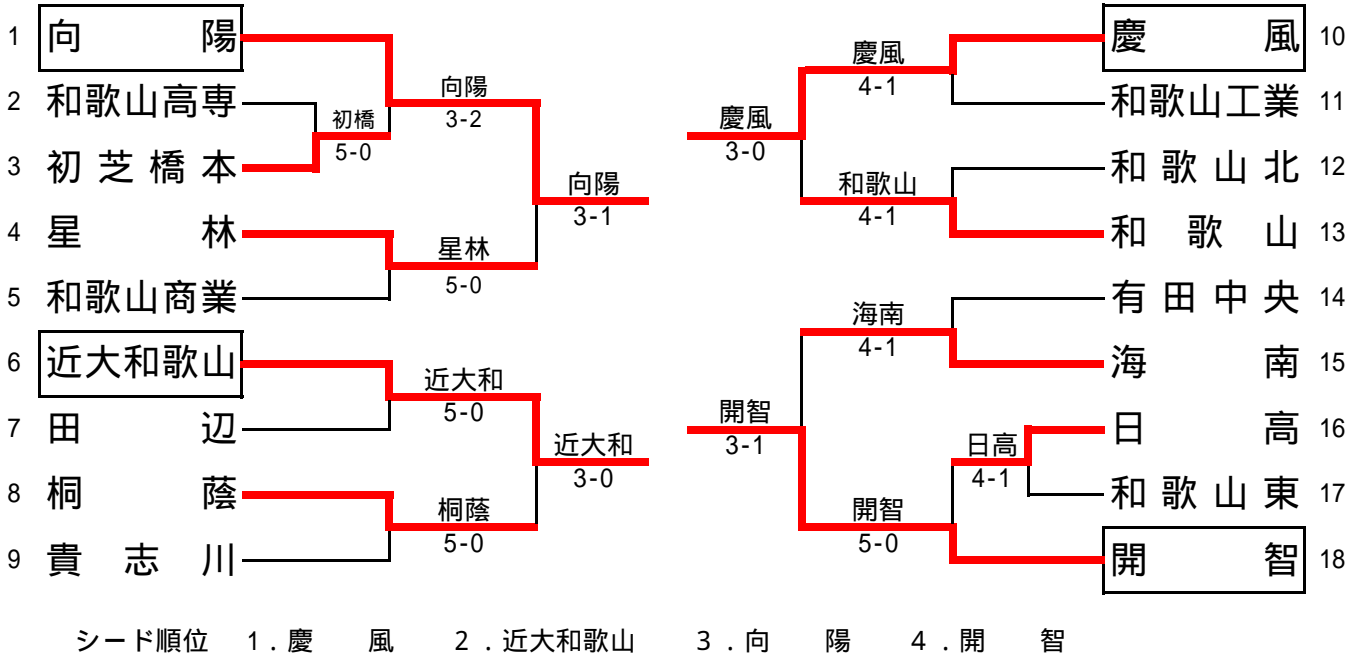 1 向陽
2 和歌山高専
3 初芝橋本
4 星林
5 和歌山商業
6 近大和歌山
7 田辺
8 桐蔭
9 貴志川
初橋
5-0
向陽
3-2
星林
5-0
向陽
3-1
近大和
5-0
桐蔭
5-0
近大和
3-0
慶風
3-0
慶風
4-1
和歌山
4-1
開智
3-1
海南
4-1
日高
4-1
開智
5-0
慶風 10
和歌山工業 11
和歌山北 12
和歌山 13
有田中央 14
海南 15
日高 16
和歌山東 17
開智 18
シード順位 1.慶風 2.近大和歌山 3.向陽 4.開智